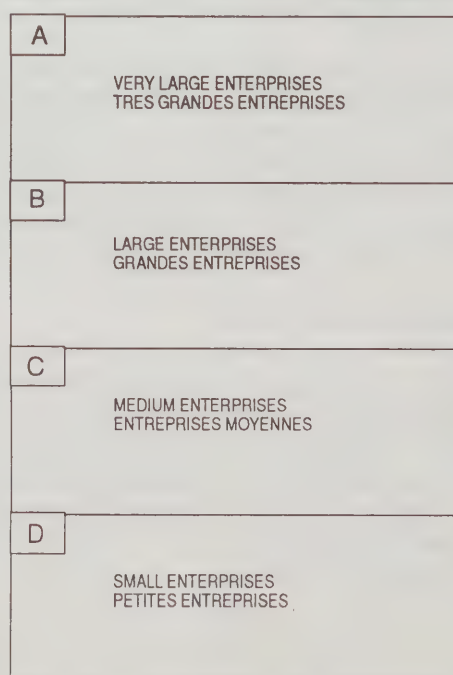 A
VERY LARGE ENTERPRISES
TRES GRANDES ENTREPRISES
B
LARGE ENTERPRISES
GRANDES ENTREPRISES
C
MEDIUM ENTERPRISES
ENTREPRISES MOYENNES
D
SMALL ENTERPRISES
PETITES ENTREPRISES